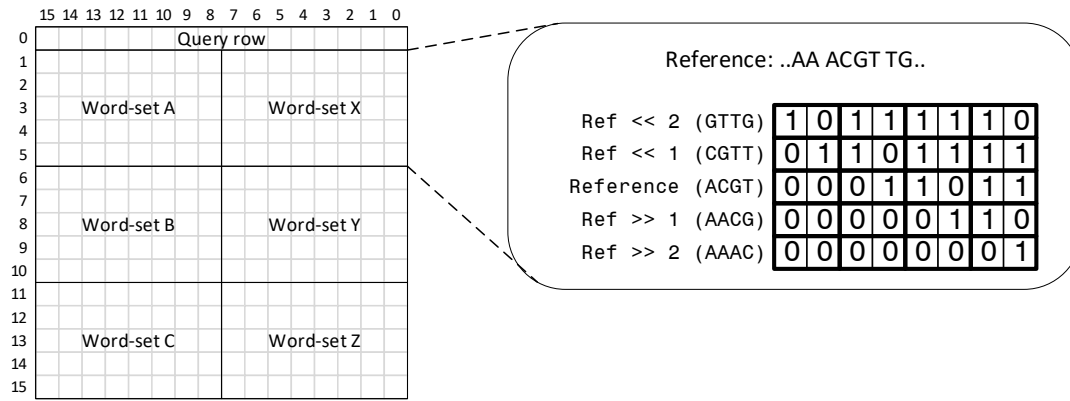 15 14 13 12 11 10 9 8 7 6 5 4 3 2 1 0
0 Query row
1
2
3 Word-set A Word-set X
4
5
6
7
8 Word-set B Word-set Y
9
10
11
12
13 Word-set C Word-set Z
14
15
Reference: ..AA ACGT TG..
Ref << 2 (GTTG) 1 0 1 1 1 1 1 0
Ref << 1 (CGTT) 0 1 1 0 1 1 1 1
Reference (ACGT) 0 0 0 1 1 0 1 1
Ref >> 1 (AACG) 0 0 0 0 0 1 1 0
Ref >> 2 (AAAC) 0 0 0 0 0 0 0 1